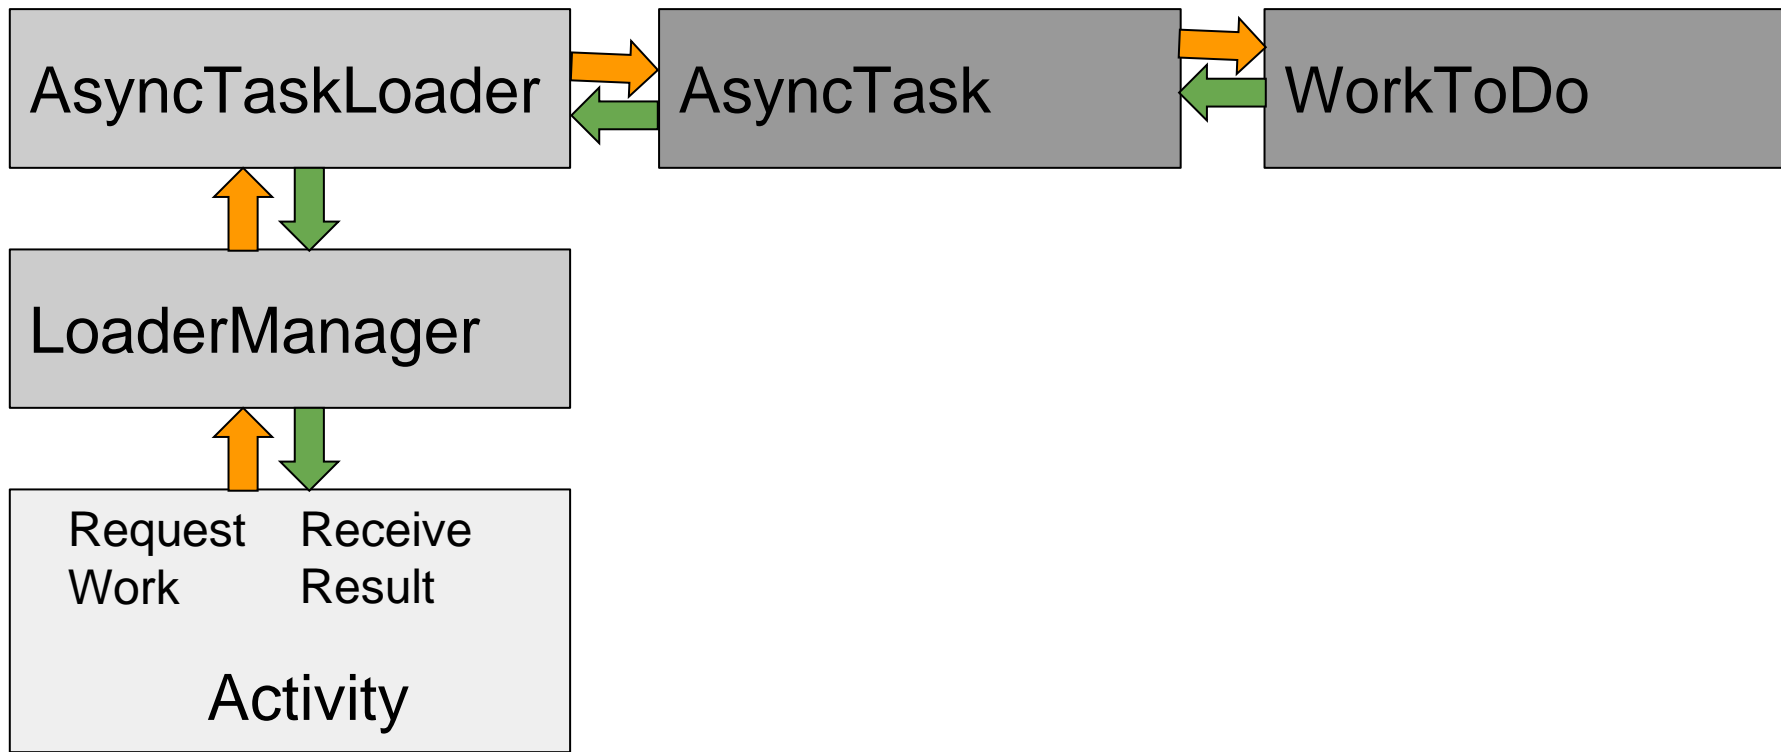 AsyncTaskLoader
AsyncTask
WorkToDo
LoaderManager
Request
Work
Receive
Result
Activity